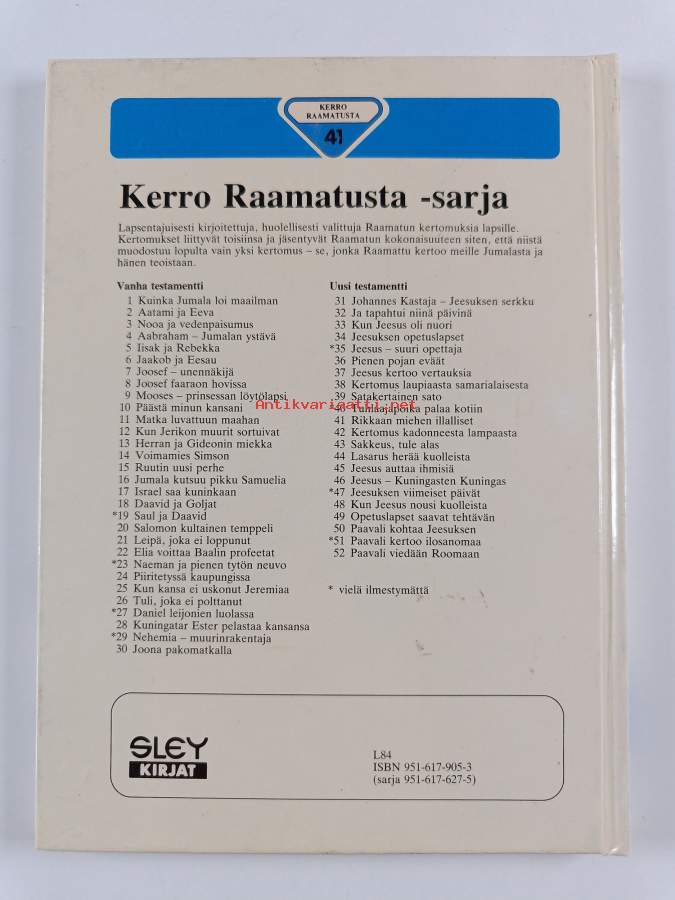 KERRO
RAAMATUSTA
41
Kerro Raamatusta -sarja
Lapsentajuisesti kirjoitettuja, huolellisesti valittuja Raamatun kertomuksia lapsille.
Kertomukset liittyvät toisiinsa ja jäsentyvät Raamatun kokonaisuuteen siten, että niistä
muodostuu lopulta vain yksi kertomus – se, jonka Raamattu kertoo meille Jumalasta ja
hänen teoistaan.
Vanha testamentti
1 Kuinka Jumala loi maailman
2 Aatami ja Eeva
3 Nooa ja vedenpaisumus
4 Aabraham – Jumalan ystävä
5 Iisak ja Rebekka
6 Jaakob ja Eesau
7 Joosef – unennäkijä
8 Joosef faaraon hovissa
9 Mooses – prinsessan löytölapsi
10 Päästä minun kansani
11 Matka luvattuun maahan
12 Kun Jerikon muurit sortuivat
13 Herran ja Gideonin miekka
14 Voimamies Simson
15 Ruutin uusi perhe
16 Jumala kutsuu pikku Samuelia
17 Israel saa kuninkaan
18 Daavid ja Goljat
*19 Saul ja Daavid
20 Salomon kultainen temppeli
21 Leipä, joka ei loppunut
22 Elia voittaa Baalin profeetat
*23 Naeman ja pienen tytön neuvo
24 Piiritetyssä kaupungissa
25 Kun kansa ei uskonut Jeremiaa
26 Tuli, joka ei polttanut
*27 Daniel leijonien luolassa
28 Kuningatar Ester pelastaa kansansa
*29 Nehemia – muurinrakentaja
30 Joona pakomatkalla
Uusi testamentti
31 Johannes Kastaja – Jeesuksen serkku
32 Ja tapahtui niinä päivinä
33 Kun Jeesus oli nuori
34 Jeesuksen opetuslapset
*35 Jeesus – suuri opettaja
36 Pienen pojan eväät
37 Jeesus kertoo vertauksia
38 Kertomus laupiaasta samarialaisesta
39 Satakertainen sato
40 Tuhlaajapoika palaa kotiin
41 Rikkaan miehen illalliset
42 Kertomus kadonneesta lampaasta
43 Sakkeus, tule alas
44 Lasarus herää kuolleista
45 Jeesus auttaa ihmisiä
46 Jeesus – Kuningasten Kuningas
*47 Jeesuksen viimeiset päivät
48 Kun Jeesus nousi kuolleista
49 Opetuslapset saavat tehtävän
50 Paavali kohtaa Jeesuksen
*51 Paavali kertoo ilosanomaa
52 Paavali viedään Roomaan
* vielä ilmestymättä
Antikvariaatti.net
SLEY
KIRJAT
L84
ISBN 951-617-905-3
(sarja 951-617-627-5)